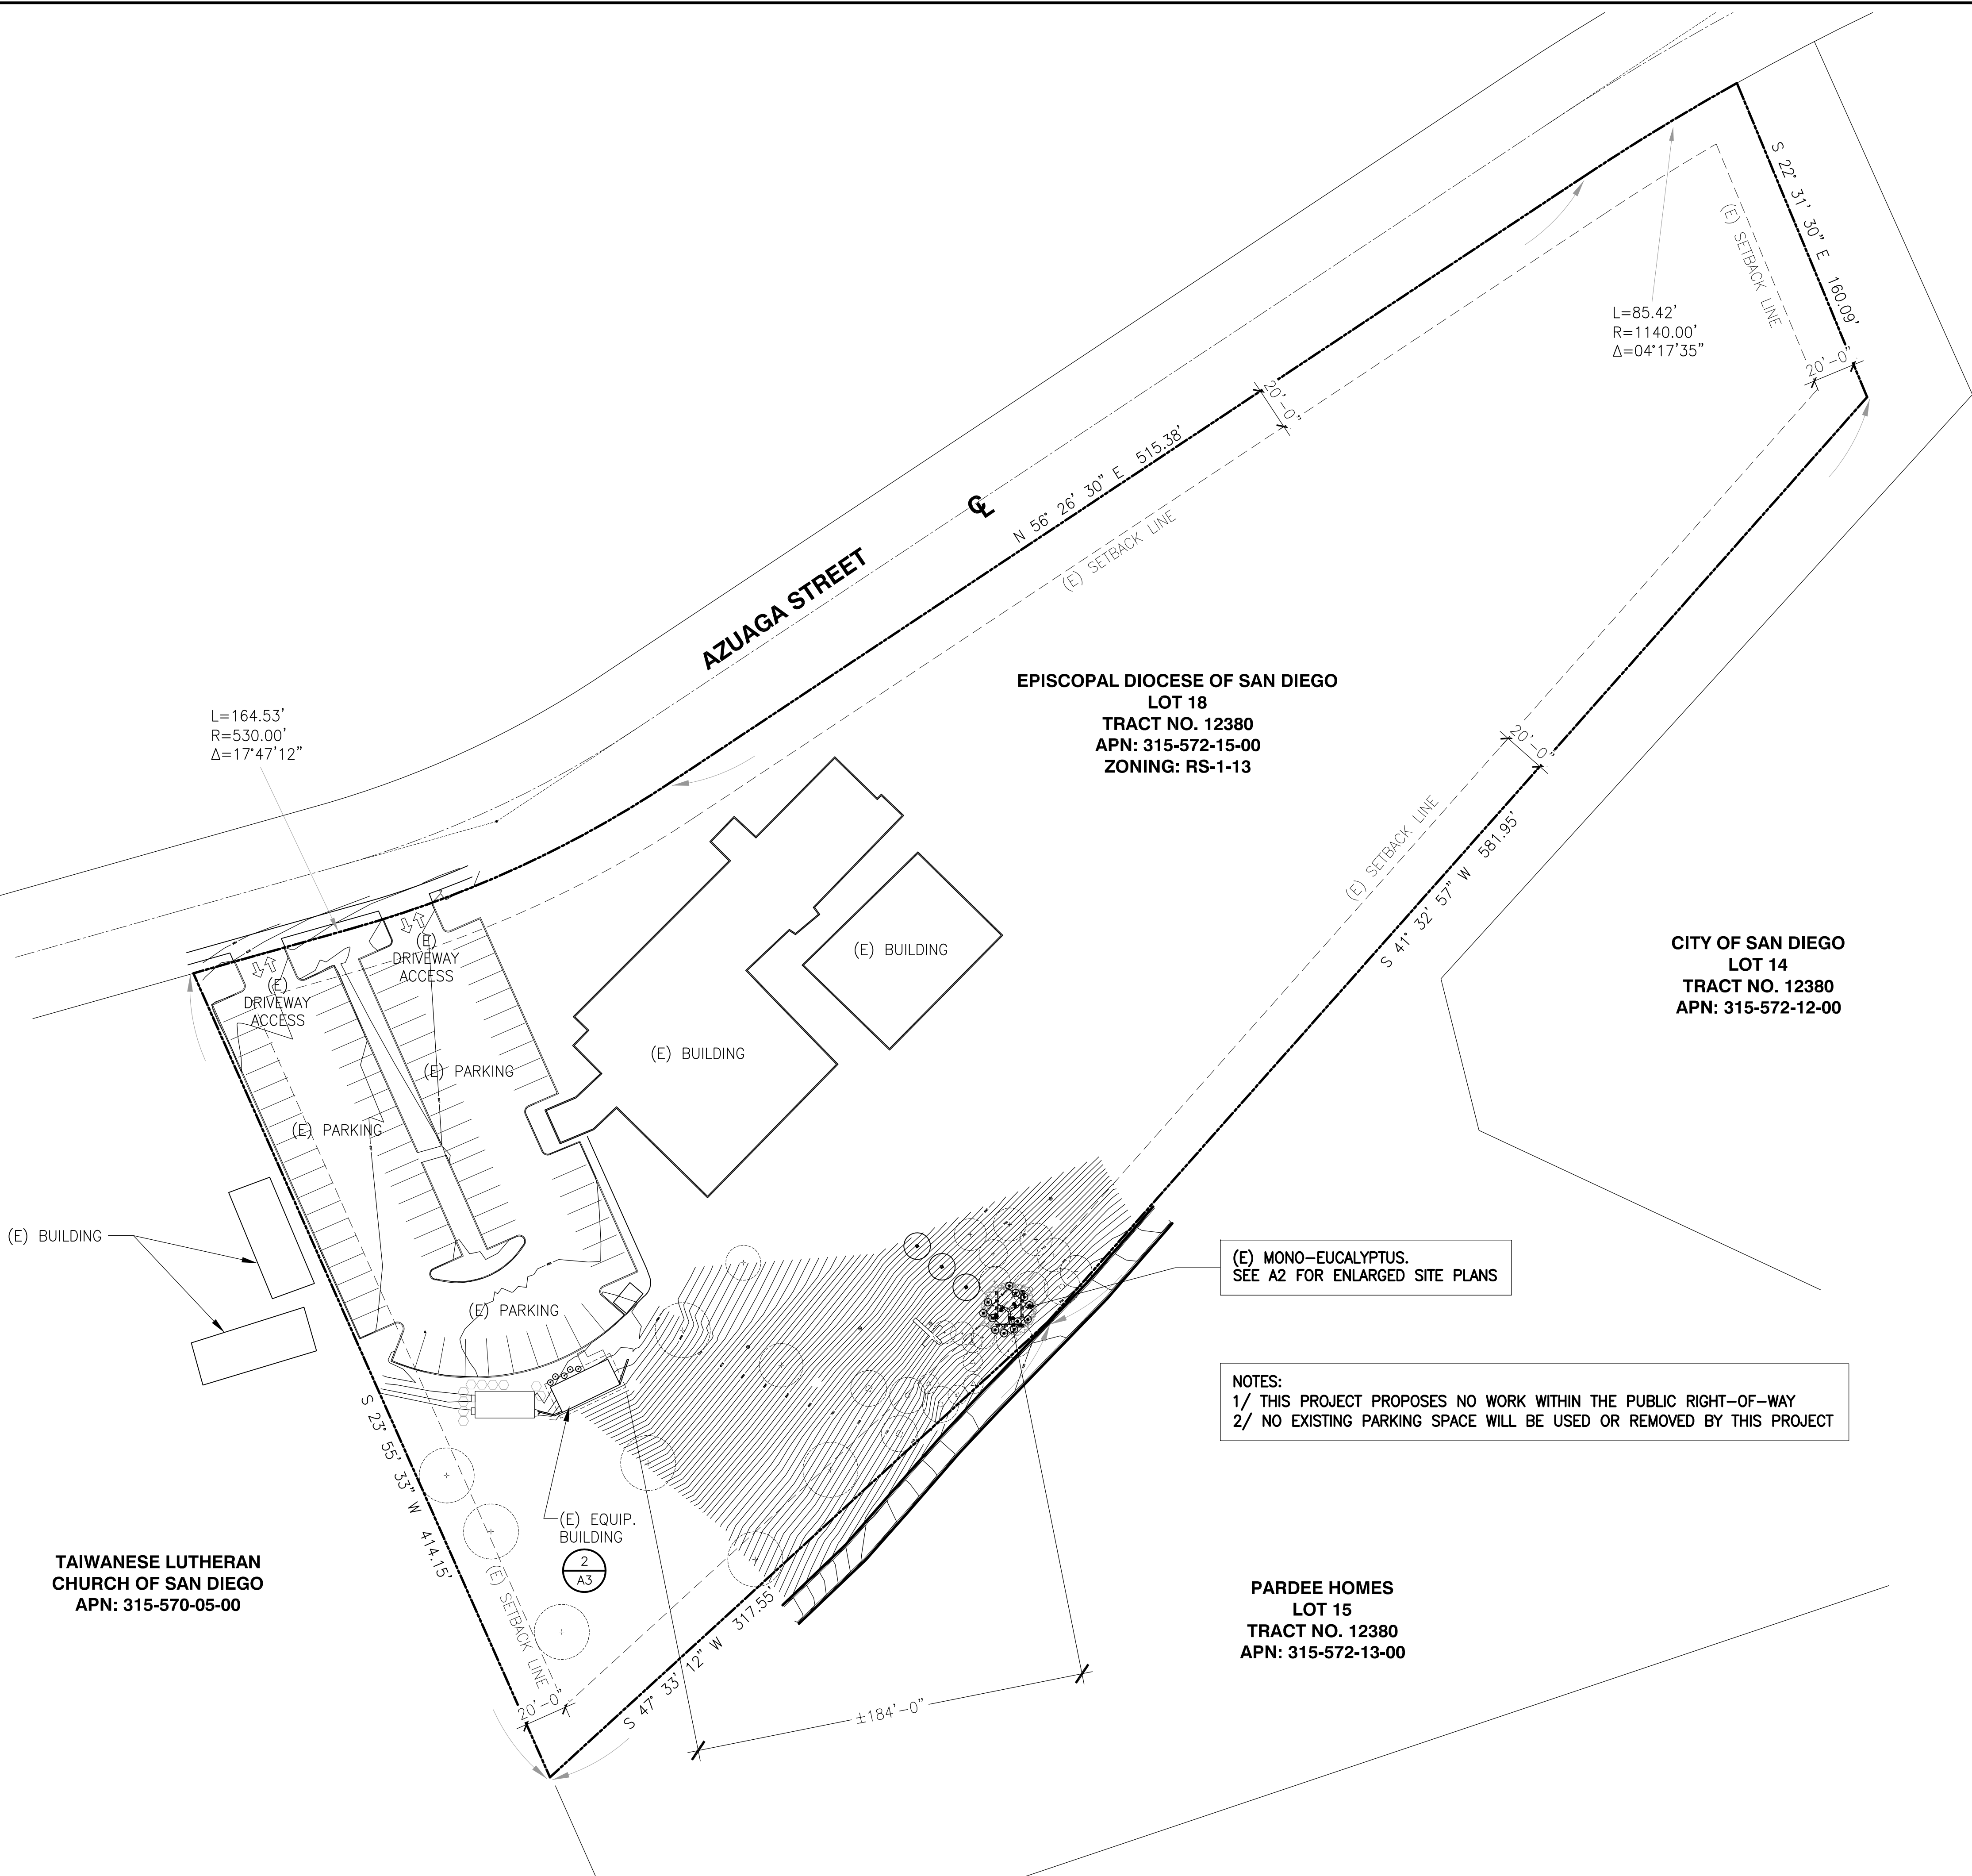 S 22° 31' 30" E 160.09'
(E) SETBACK LINE
20'-0"
L=85.42'
R=1140.00'
Δ=04°17'35"
20'-0"
N 56° 26' 30" E 515.38'
(E) SETBACK LINE
℄
AZUAGA STREET
EPISCOPAL DIOCESE OF SAN DIEGO
LOT 18
TRACT NO. 12380
APN: 315-572-15-00
ZONING: RS-1-13
L=164.53'
R=530.00'
Δ=17°47'12"
20'-0"
(E) SETBACK LINE
S 41° 32' 57" W 581.95'
CITY OF SAN DIEGO
LOT 14
TRACT NO. 12380
APN: 315-572-12-00
(E)
DRIVEWAY
ACCESS
(E)
DRIVEWAY
ACCESS
(E) BUILDING
(E) BUILDING
(E) PARKING
(E) PARKING
(E) BUILDING
(E) PARKING
(E) MONO-EUCALYPTUS.
SEE A2 FOR ENLARGED SITE PLANS
NOTES:
1/ THIS PROJECT PROPOSES NO WORK WITHIN THE PUBLIC RIGHT-OF-WAY
2/ NO EXISTING PARKING SPACE WILL BE USED OR REMOVED BY THIS PROJECT
S 23° 55' 33" W 414.15'
(E) EQUIP.
BUILDING
2
A3
(E) SETBACK LINE
TAIWANESE LUTHERAN
CHURCH OF SAN DIEGO
APN: 315-570-05-00
S 47° 33' 12" W 317.55'
PARDEE HOMES
LOT 15
TRACT NO. 12380
APN: 315-572-13-00
20'-0"
±184'-0"